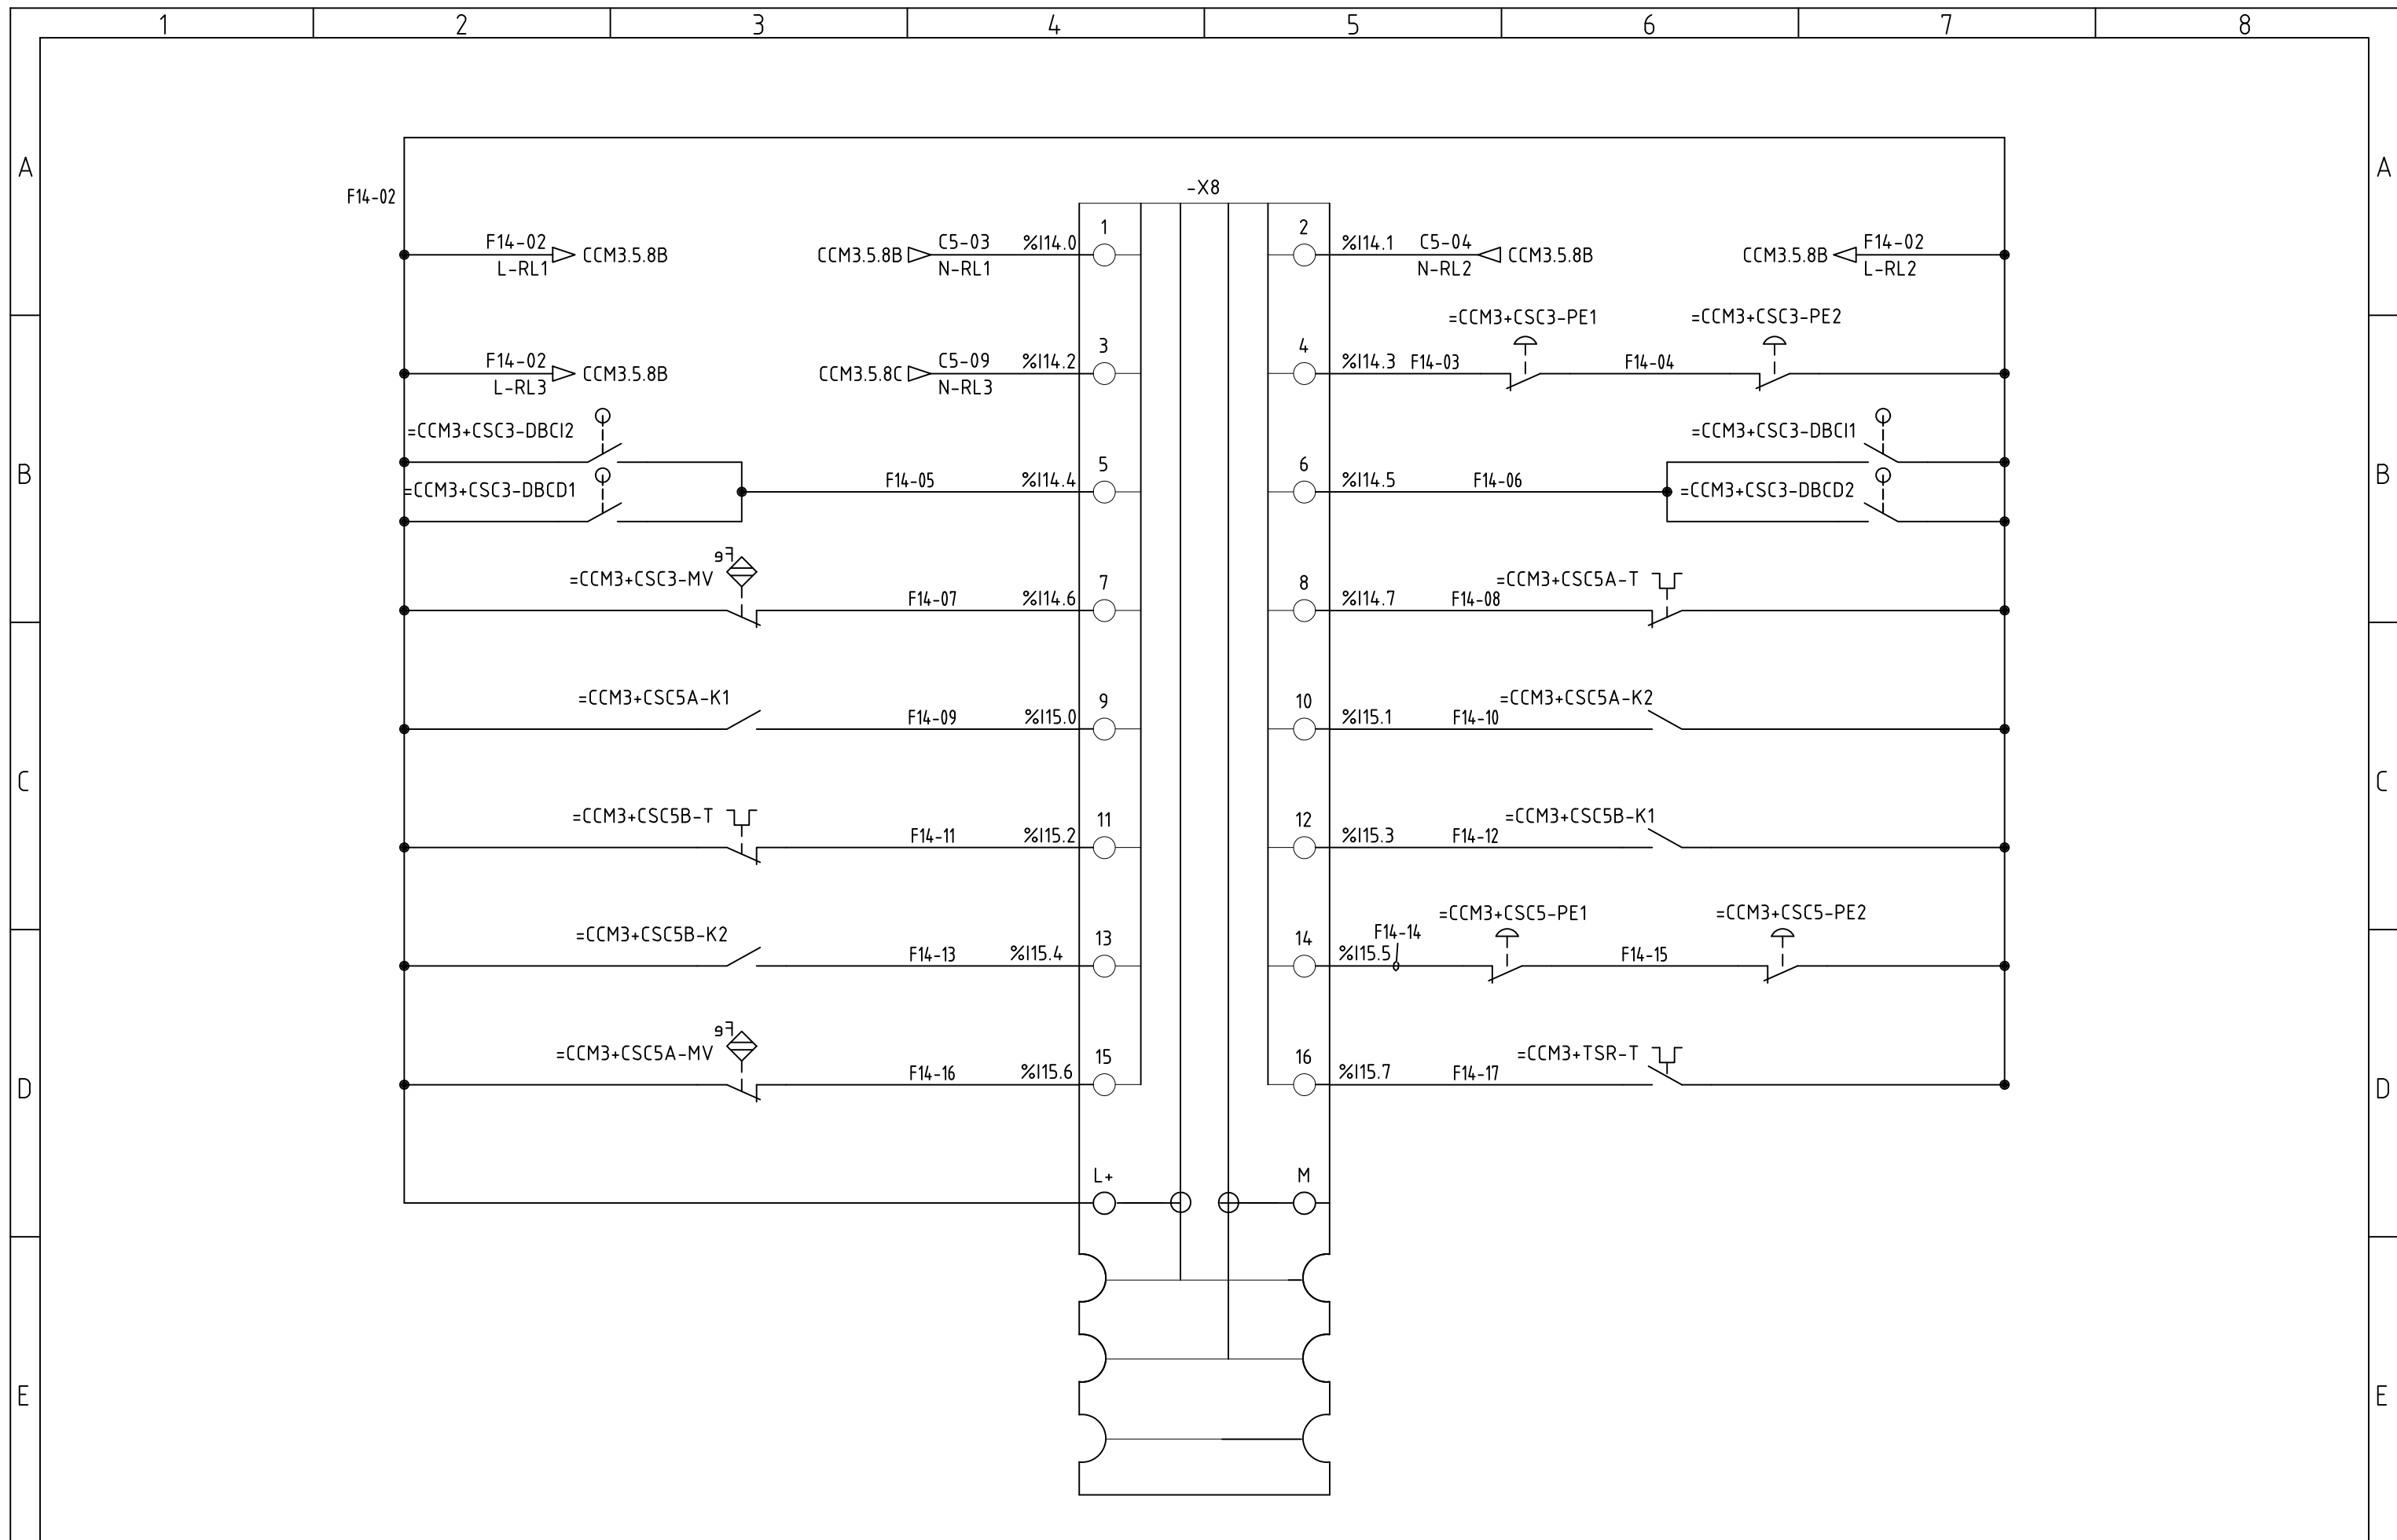 1 2 3 4 5 6 7 8
A A
-X8
F14-02
1 2
F14-02 CCM3.5.8B CCM3.5.8B C5-03 %I14.0 %I14.1 C5-04 CCM3.5.8B CCM3.5.8B F14-02
L-RL1 N-RL1 N-RL2 L-RL2
=CCM3+CSC3-PE1 =CCM3+CSC3-PE2
3 4
F14-02 CCM3.5.8B CCM3.5.8C C5-09 %I14.2 %I14.3 F14-03 F14-04
L-RL3 N-RL3
=CCM3+CSC3-DBCI2 =CCM3+CSC3-DBCI1
B 5 6 B
=CCM3+CSC3-DBCD1 F14-05 %I14.4 %I14.5 F14-06 =CCM3+CSC3-DBCD2
Fe
=CCM3+CSC3-MV 7 8 =CCM3+CSC5A-T
F14-07 %I14.6 %I14.7 F14-08
=CCM3+CSC5A-K1 9 10 =CCM3+CSC5A-K2
F14-09 %I15.0 %I15.1 F14-10
C C
=CCM3+CSC5B-T 11 12 =CCM3+CSC5B-K1
F14-11 %I15.2 %I15.3 F14-12
=CCM3+CSC5-PE1 =CCM3+CSC5-PE2
=CCM3+CSC5B-K2 13 14 F14-14
F14-13 %I15.4 %I15.5 F14-15
Fe
=CCM3+CSC5A-MV 15 16 =CCM3+TSR-T
F14-16 %I15.6 %I15.7 F14-17
D D
L+ M
E E